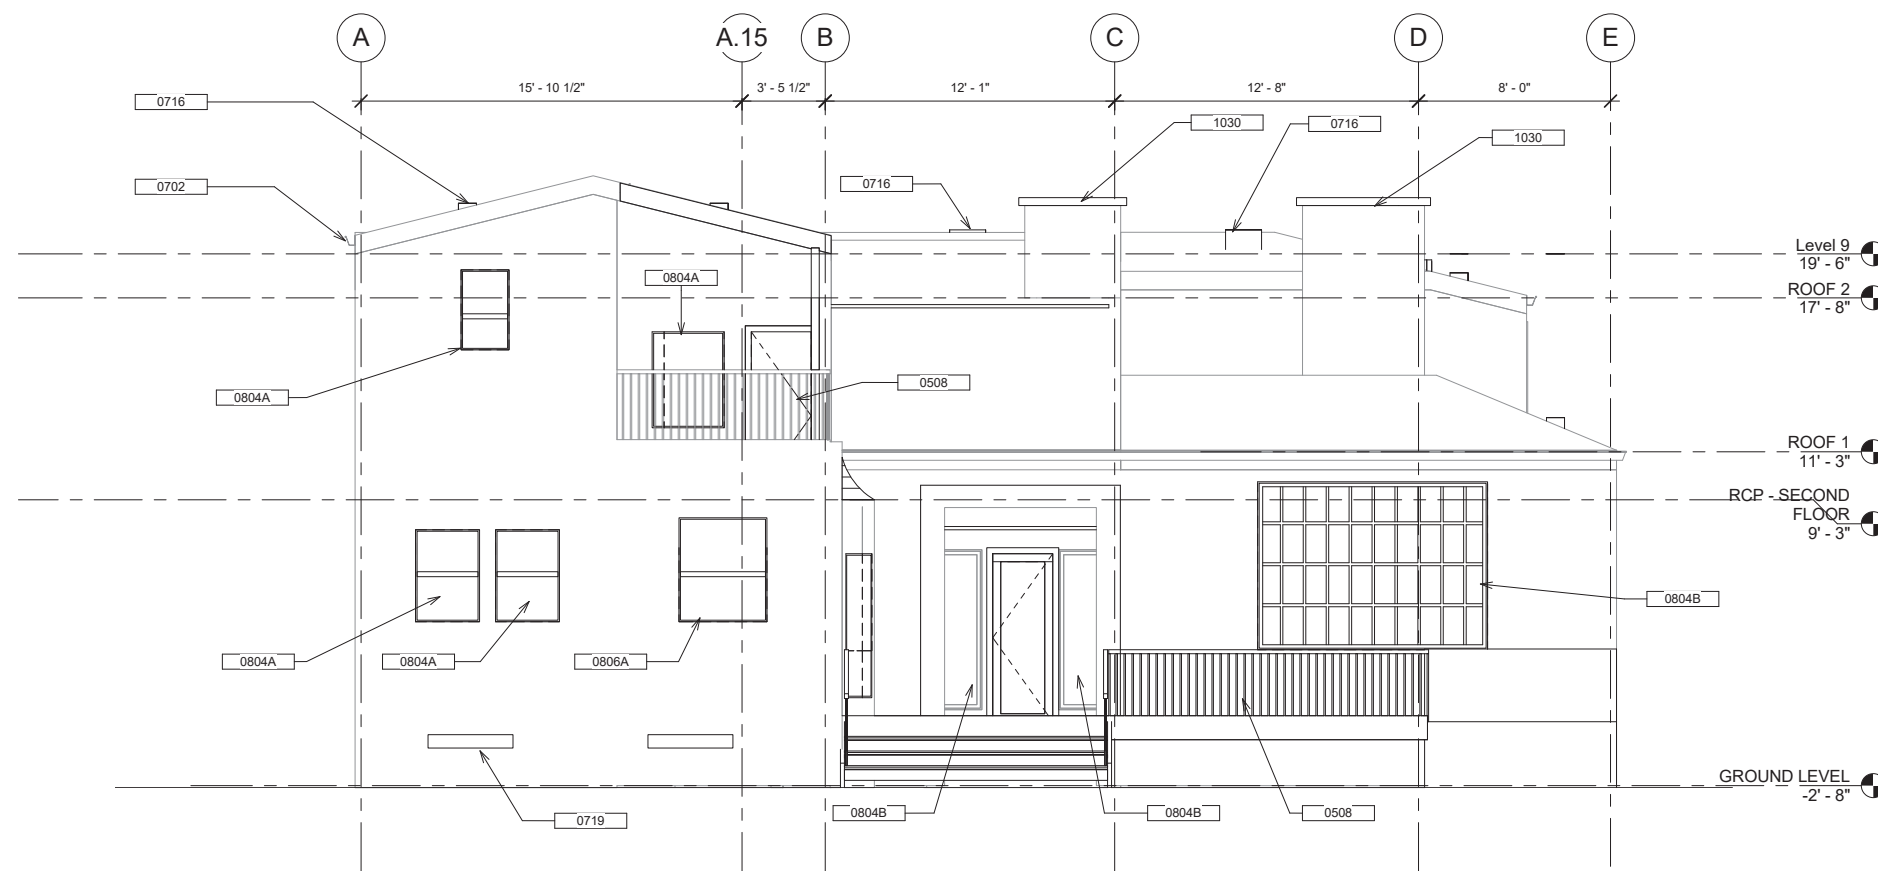 A
A.15
B
C
D
E
15' - 10 1/2"
3' - 5 1/2"
12' - 1"
12' - 8"
8' - 0"
0716
1030
0716
1030
0702
0716
Level 9
19' - 6"
0804A
ROOF 2
17' - 8"
0508
0804A
ROOF 1
11' - 3"
RCP - SECOND
FLOOR
9' - 3"
0804B
0804A
0804A
0806A
GROUND LEVEL
-2' - 8"
0719
0804B
0804B
0508